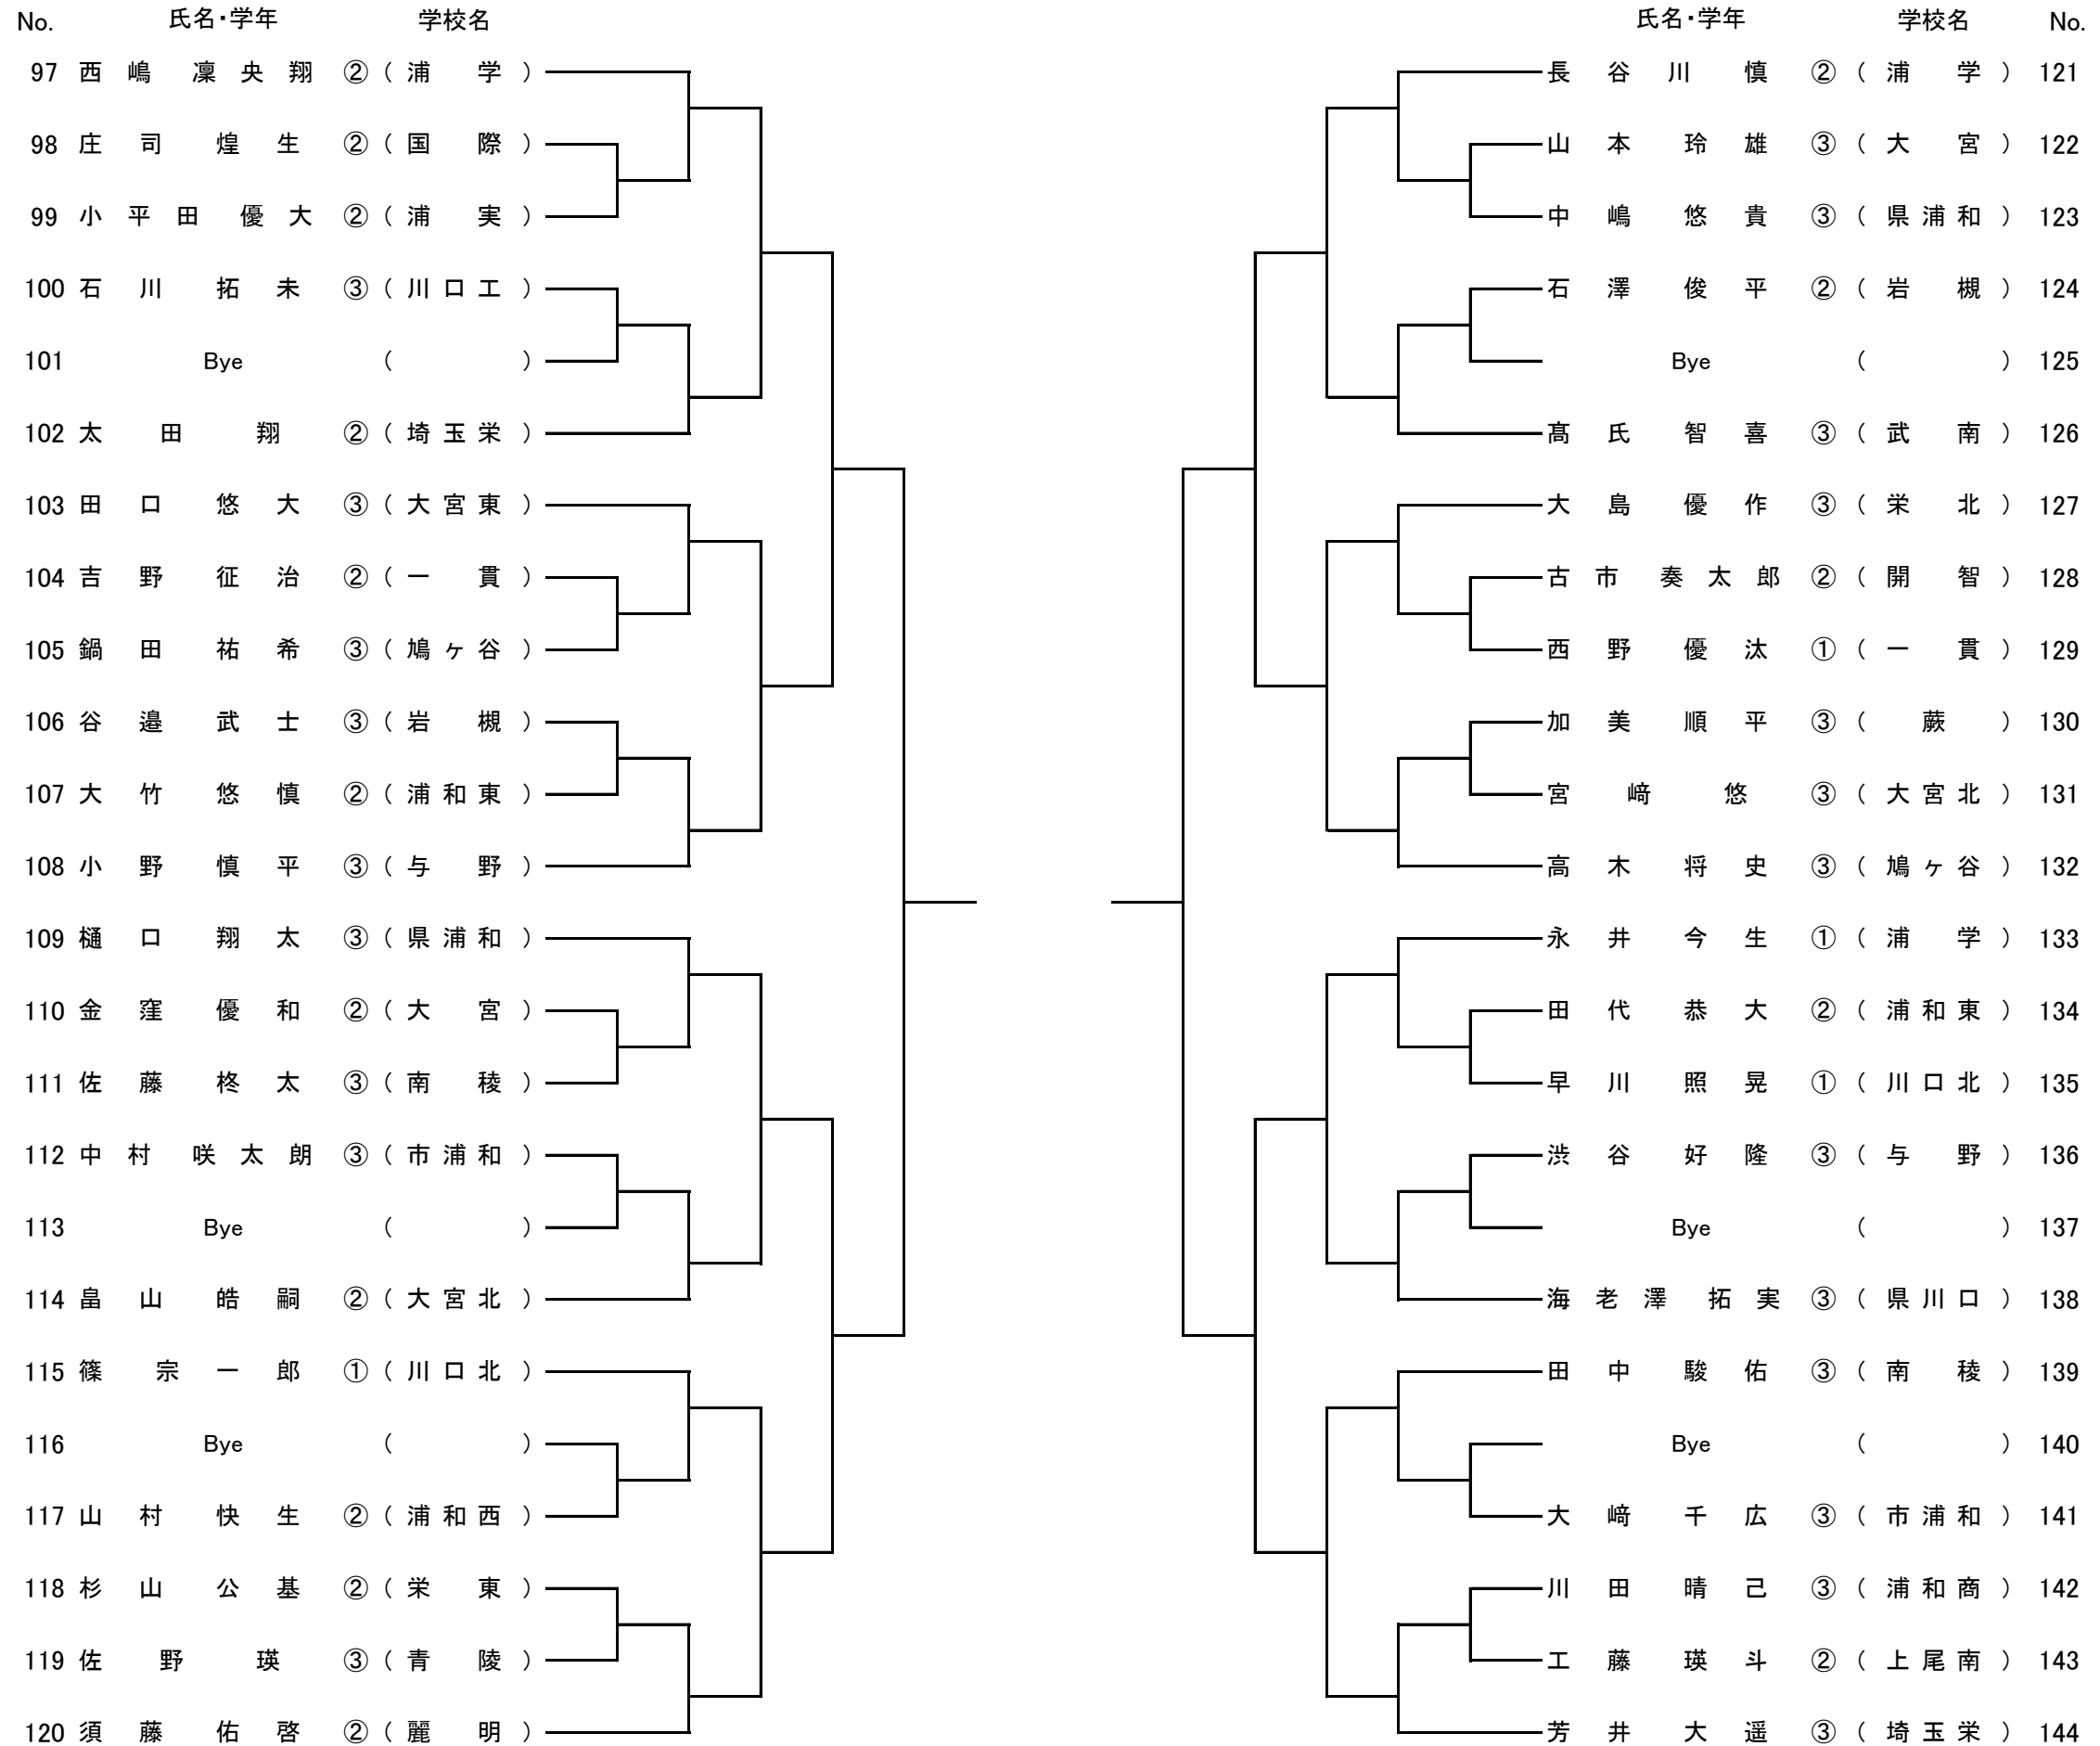 No. 氏名・学年 学校名
97 西嶋 凜央翔 ② ( 浦学 )
98 庄司 煌生 ② ( 国際 )
99 小平田 優大 ② ( 浦実 )
100 石川 拓未 ③ ( 川口工 )
101 Bye ( )
102 太田 翔 ② ( 埼玉栄 )
103 田口 悠大 ③ ( 大宮東 )
104 吉野 征治 ② ( 一貫 )
105 鍋田 祐希 ③ ( 鳩ヶ谷 )
106 谷邉 武士 ③ ( 岩槻 )
107 大竹 悠慎 ② ( 浦和東 )
108 小野 慎平 ③ ( 与野 )
109 樋口 翔太 ③ ( 県浦和 )
110 金窪 優和 ② ( 大宮 )
111 佐藤 柊太 ③ ( 南稜 )
112 中村 咲太朗 ③ ( 市浦和 )
113 Bye ( )
114 畠山 皓嗣 ② ( 大宮北 )
115 篠 宗一郎 ① ( 川口北 )
116 Bye ( )
117 山村 快生 ② ( 浦和西 )
118 杉山 公基 ② ( 栄東 )
119 佐野 瑛 ③ ( 青陵 )
120 須藤 佑啓 ② ( 麗明 )
氏名・学年 学校名 No.
長谷川 慎 ② ( 浦学 ) 121
山本 玲雄 ③ ( 大宮 ) 122
中嶋 悠貴 ③ ( 県浦和 ) 123
石澤 俊平 ② ( 岩槻 ) 124
Bye ( ) 125
髙氏 智喜 ③ ( 武南 ) 126
大島 優作 ③ ( 栄北 ) 127
古市 奏太郎 ② ( 開智 ) 128
西野 優汰 ① ( 一貫 ) 129
加美 順平 ③ ( 蕨 ) 130
宮﨑 悠 ③ ( 大宮北 ) 131
高木 将史 ③ ( 鳩ヶ谷 ) 132
永井 今生 ① ( 浦学 ) 133
田代 恭大 ② ( 浦和東 ) 134
早川 照晃 ① ( 川口北 ) 135
渋谷 好隆 ③ ( 与野 ) 136
Bye ( ) 137
海老澤 拓実 ③ ( 県川口 ) 138
田中 駿佑 ③ ( 南稜 ) 139
Bye ( ) 140
大﨑 千広 ③ ( 市浦和 ) 141
川田 晴己 ③ ( 浦和商 ) 142
工藤 瑛斗 ② ( 上尾南 ) 143
芳井 大遥 ③ ( 埼玉栄 ) 144